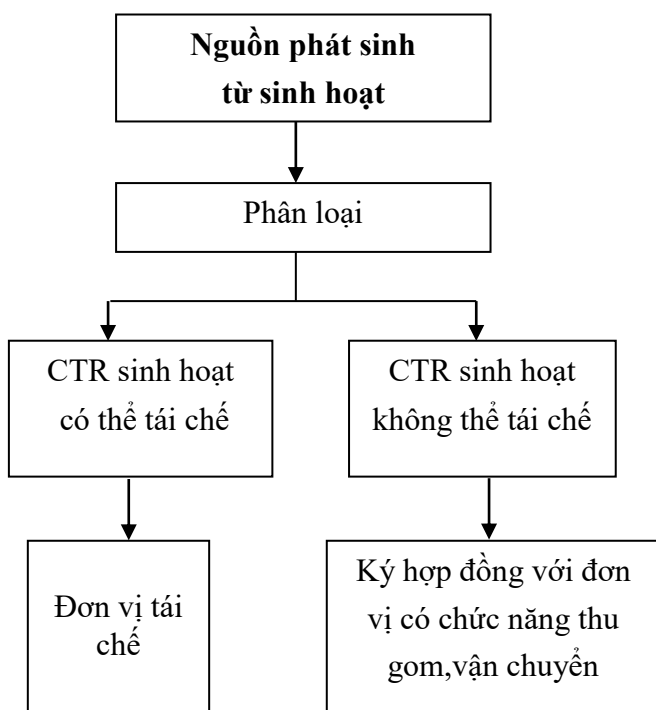 Nguồn phát sinh
từ sinh hoạt
Phân loại
CTR sinh hoạt
có thể tái chế
CTR sinh hoạt
không thể tái chế
Đơn vị tái
chế
Ký hợp đồng với đơn
vị có chức năng thu
gom,vận chuyển